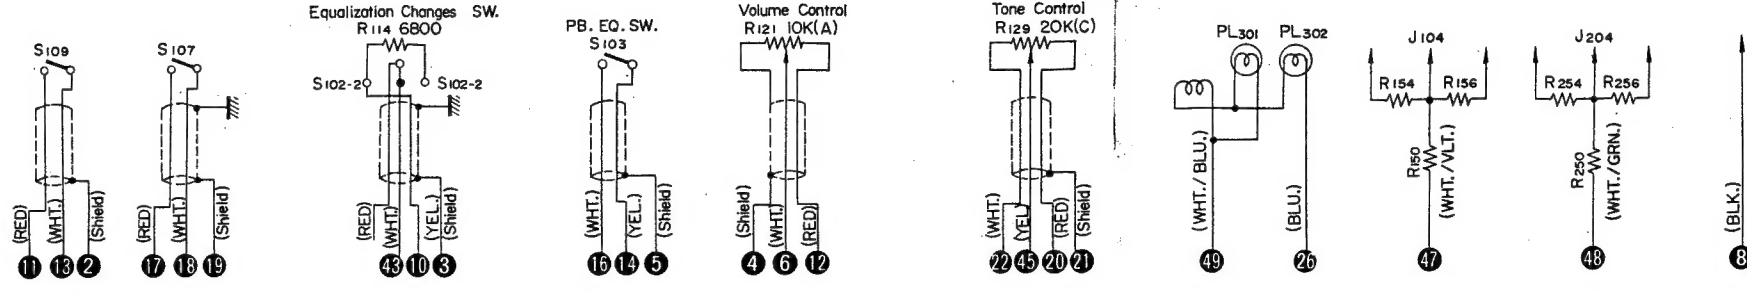 Equalization Changes SW.
R114 6800
S109
S107
S102-2
S102-2
PB. EQ. SW.
S103
Volume Control
R121 10K(A)
Tone Control
R129 20K(C)
PL301
PL302
J104
R154
R156
R150
J204
R254
R256
R250
(RED)
(WHT.)
(Shield)
(RED)
(WHT.)
(Shield)
(RED)
(WHT.)
(YEL.)
(Shield)
(WHT.)
(YEL.)
(Shield)
(Shield)
(WHT.)
(RED)
(WHT.)
(YEL.)
(RED)
(Shield)
(WHT./BLU.)
(BLU.)
(WHT./VLT.)
(WHT./GRN.)
(BLK.)
11 13 2 17 18 19 43 10 3 16 14 5 4 6 12 22 45 20 21 49 26 47 48 8